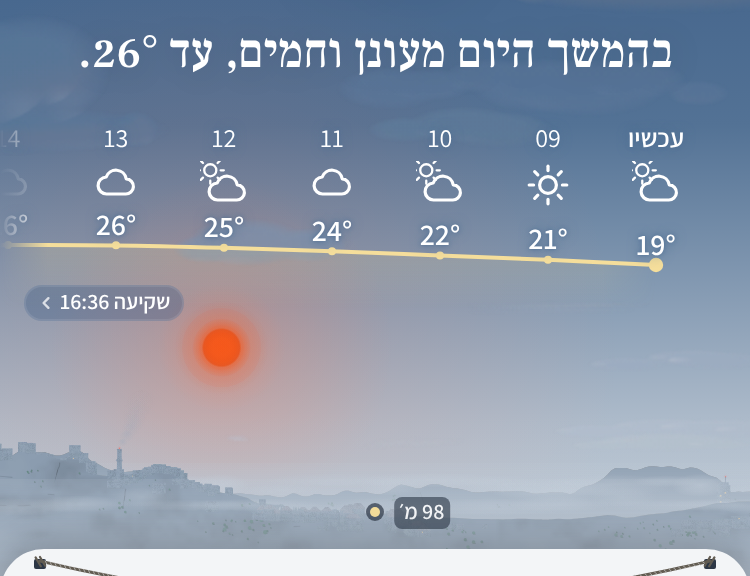 בהמשך היום מעונן וחמים, עד 26°.
עכשיו 09 10 11 12 13
19° 21° 22° 24° 25° 26°
שקיעה 16:36
98 מ׳